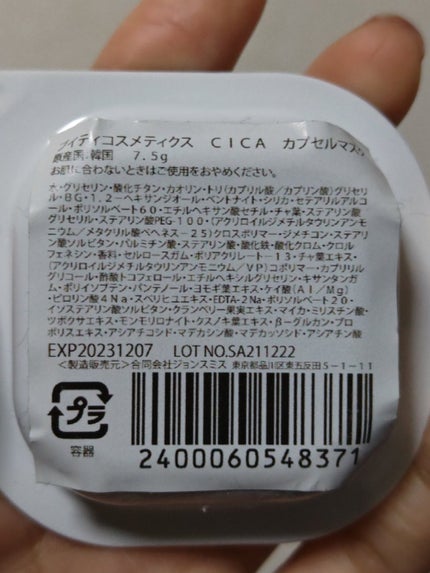 ブイティコスメティクス CICA カプセルマスク
原産国:韓国 7.5g
お肌に合わないときはご使用をおやめください。
水・グリセリン・酸化チタン・カオリン・トリ(カプリル酸/カプリン酸)グリセリ
ル・BG・1,2-ヘキサンジオール・ベントナイト・シリカ・セテアリルアルコ
ール・ポリソルベート60・エチルヘキサン酸セチル・チャ葉・ステアリン酸
グリセリル・ステアリン酸PEG-100・(アクリロイルジメチルタウリンアンモ
ニウム/メタクリル酸ベヘネス-25)クロスポリマー・ジメチコン・ステアリ
ン酸ソルビタン・パルミチン酸・ステアリン酸・酸化鉄・酸化クロム・クロル
フェネシン・香料・セルロースガム・ポリアクリレート-13・チャ葉エキス・
(アクリロイルジメチルタウリンアンモニウム/VP)コポリマー・カプリリル
グリコール・酢酸トコフェロール・エチルヘキシルグリセリン・キサンタンガ
ム・ポリイソブテン・パンテノール・ヨモギ葉エキス・ケイ酸(Al/Mg)
・ピロリン酸4Na・スベリヒユエキス・EDTA-2Na・ポリソルベート20・
イソステアリン酸ソルビタン・クランベリー果実エキス・マイカ・ミリスチン酸・
ツボクサエキス・モンモリロナイト・クスノキ葉エキス・β-グルカン・プロ
ポリスエキス・アシアチコシド・マデカシン酸・マデカッソシド・アシアチン酸
EXP20231207 LOT NO.SA211222
<製造販売元>合同会社ジョンスミス 東京都品川区東五反田5-1-11
プラ
容器
2400060548371